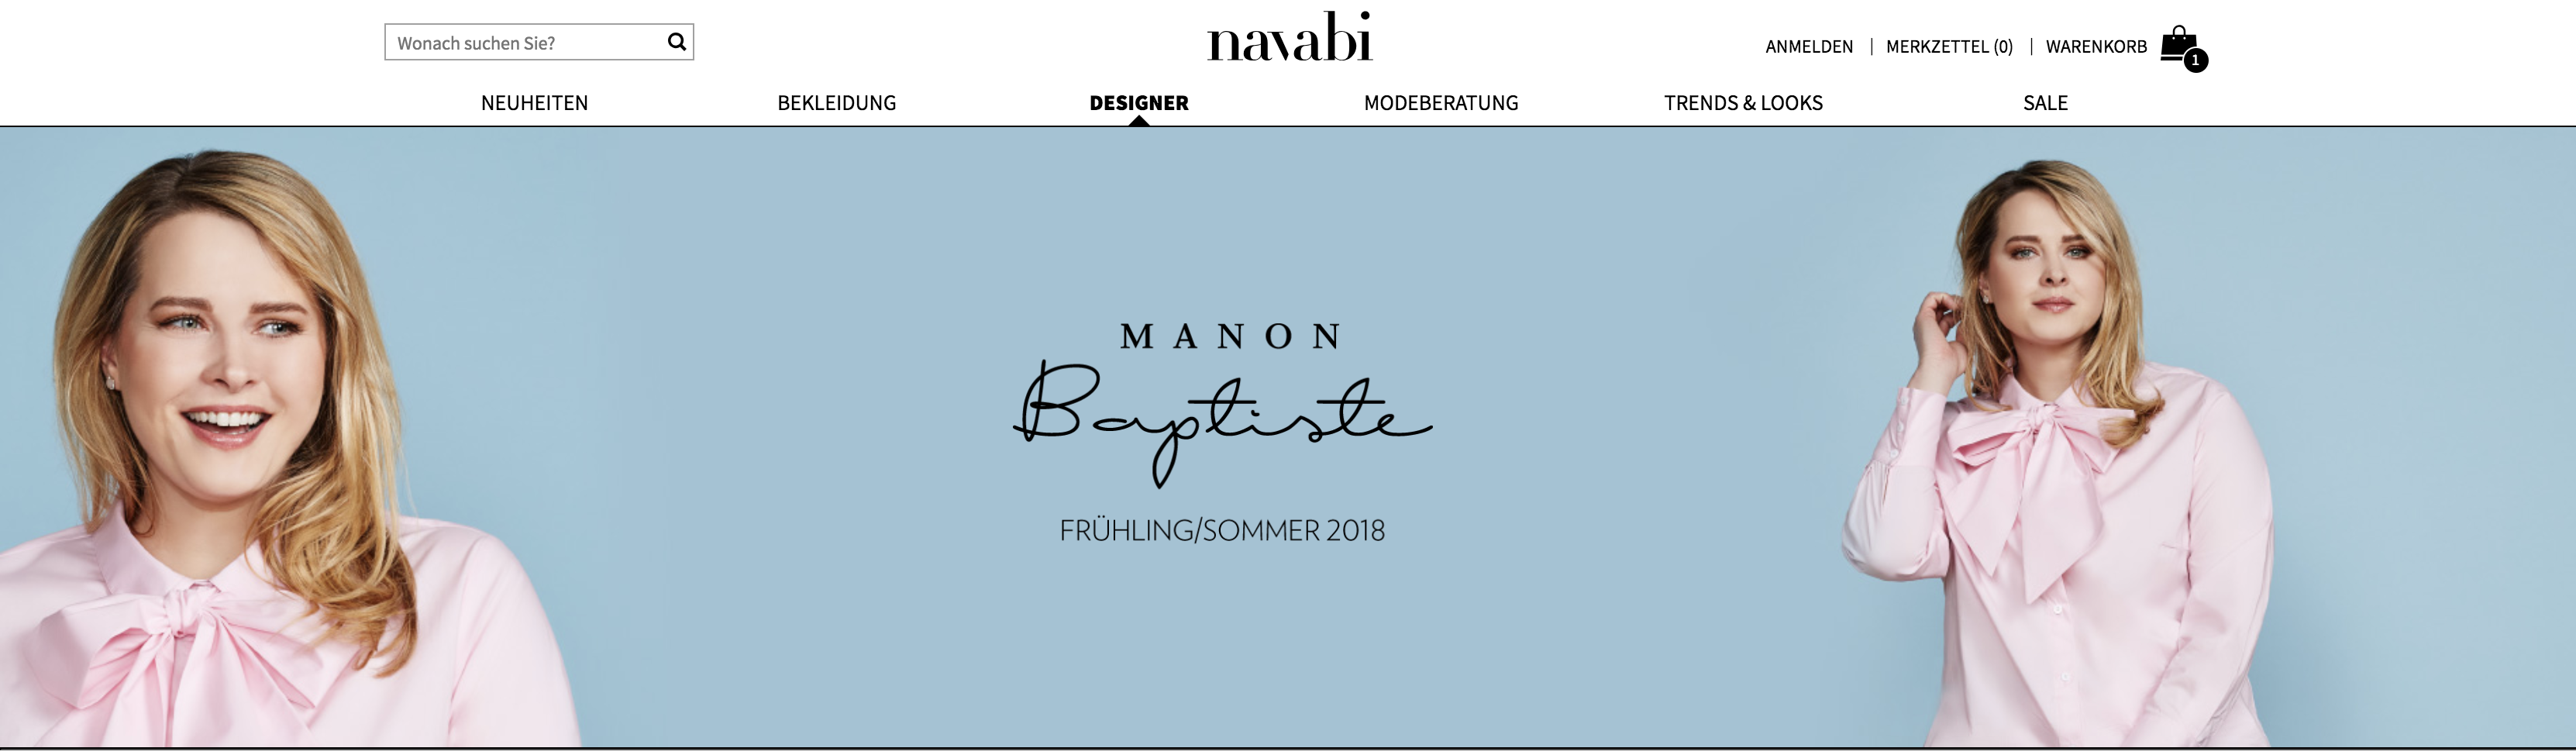 Wonach suchen Sie?
navabi
ANMELDEN | MERKZETTEL (0) | WARENKORB 1
NEUHEITEN BEKLEIDUNG DESIGNER MODEBERATUNG TRENDS & LOOKS SALE
MANON
Baptiste
FRÜHLING/SOMMER 2018